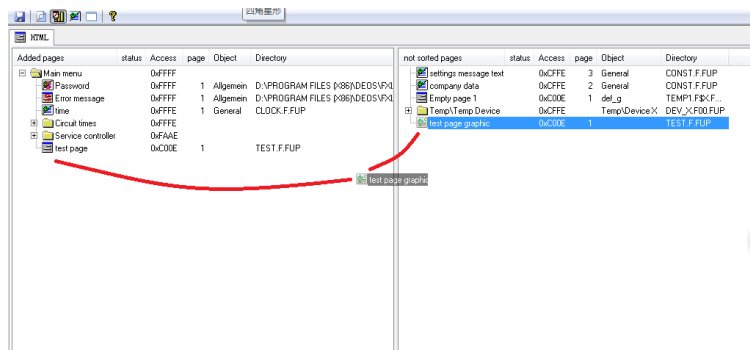 四角星形
HTML
Added pages status Access page Object Directory
Main menu 0xFFFF
Password 0xFFFF 1 Allgemein D:\PROGRAM FILES (X86)\DEOS\FXL
Error message 0xFFFF 1 Allgemein D:\PROGRAM FILES (X86)\DEOS\FXL
time 0xFFFE 1 General CLOCK.F.FUP
Circuit times 0xFFFE
Service controller 0xFAAE
test page 0xC00E 1 TEST.F.FUP
not sorted pages status Access page Object Directory
settings message text 0xCFFE 3 General CONST.F.FUP
company data 0xCFFE 2 General CONST.F.FUP
Empty page 1 0xC00E 1 def_g TEMP1.F$X.F...
Temp\Temp Device 0xCFFE Temp\Device X DEV_X.F00.FUP
test page graphic 0xC00E 1 TEST.F.FUP
test page graphic